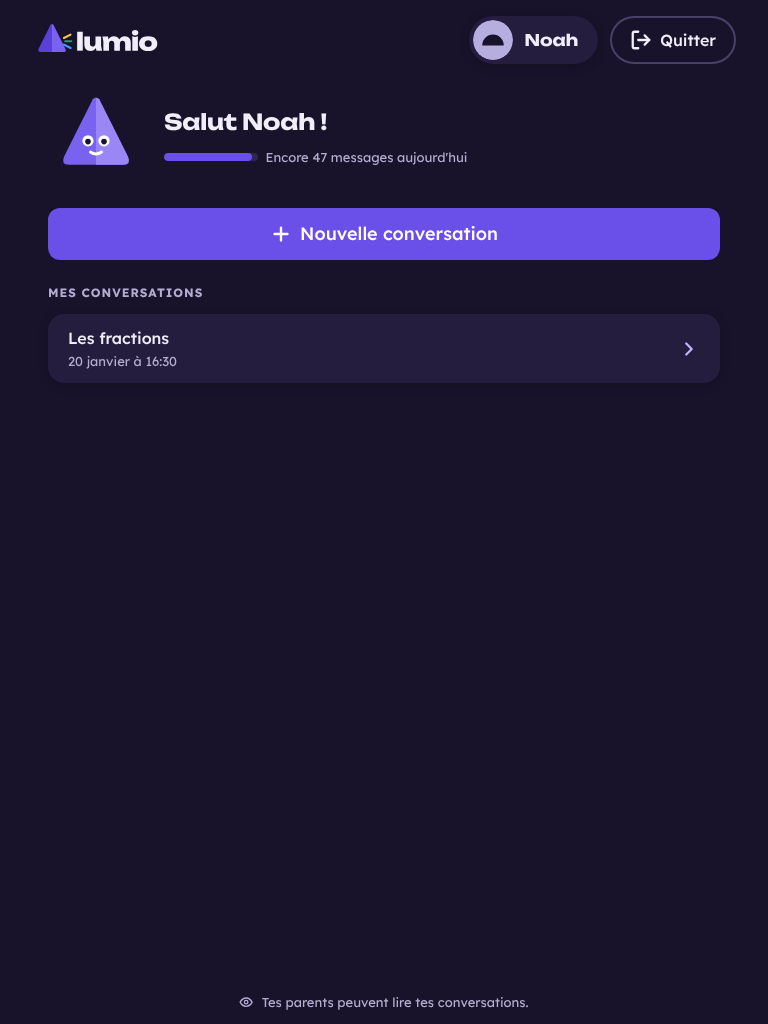 lumio
Noah
Quitter
Salut Noah !
Encore 47 messages aujourd'hui
Nouvelle conversation
MES CONVERSATIONS
Les fractions
20 janvier à 16:30
Tes parents peuvent lire tes conversations.